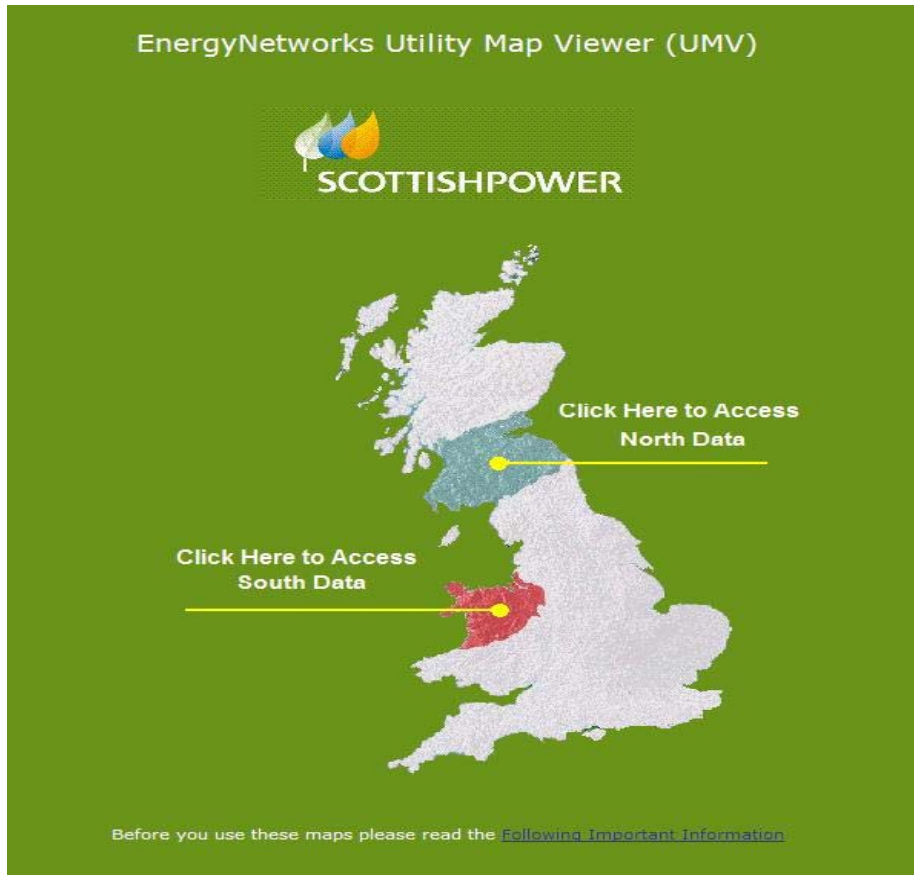 EnergyNetworks Utility Map Viewer (UMV)
SCOTTISHPOWER
Click Here to Access
North Data
Click Here to Access
South Data
Before you use these maps please read the Following Important Information